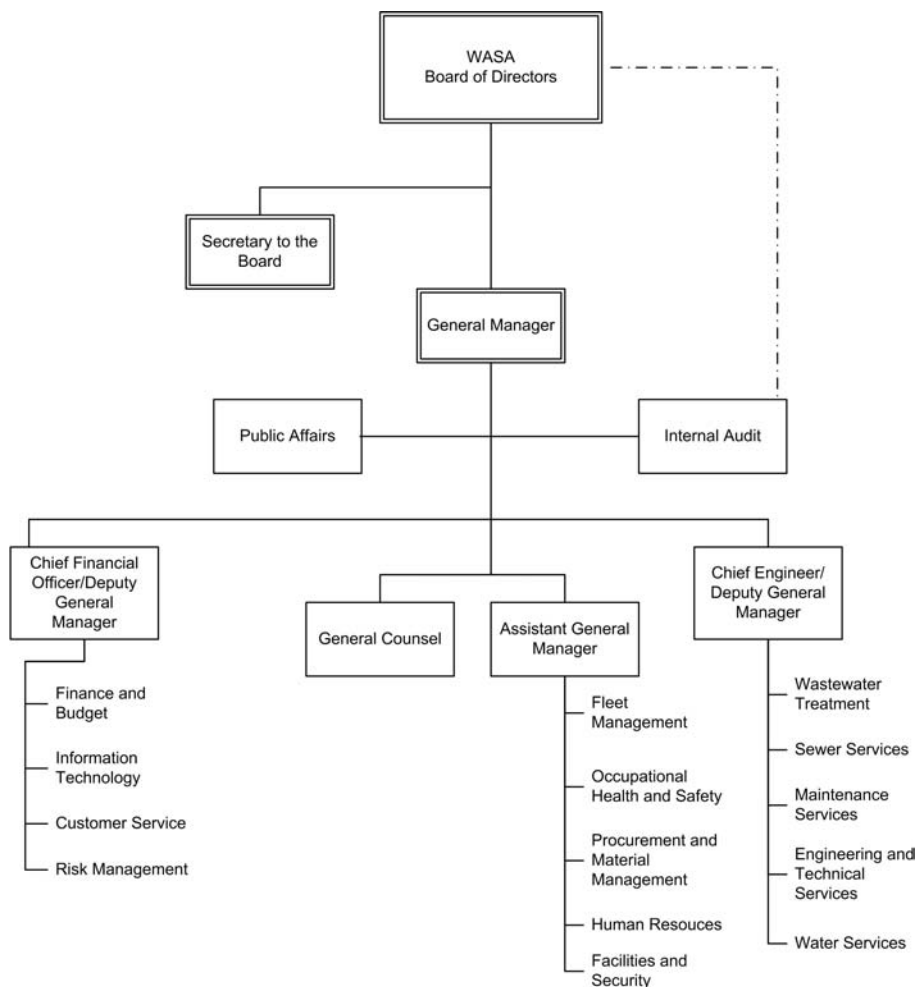 WASA
Board of Directors
Secretary to the
Board
General Manager
Public Affairs
Internal Audit
Chief Financial
Officer/Deputy
General
Manager
General Counsel
Assistant General
Manager
Chief Engineer/
Deputy General
Manager
Finance and
Budget
Information
Technology
Customer Service
Risk Management
Fleet
Management
Occupational
Health and Safety
Procurement and
Material
Management
Human Resouces
Facilities and
Security
Wastewater
Treatment
Sewer Services
Maintenance
Services
Engineering and
Technical
Services
Water Services